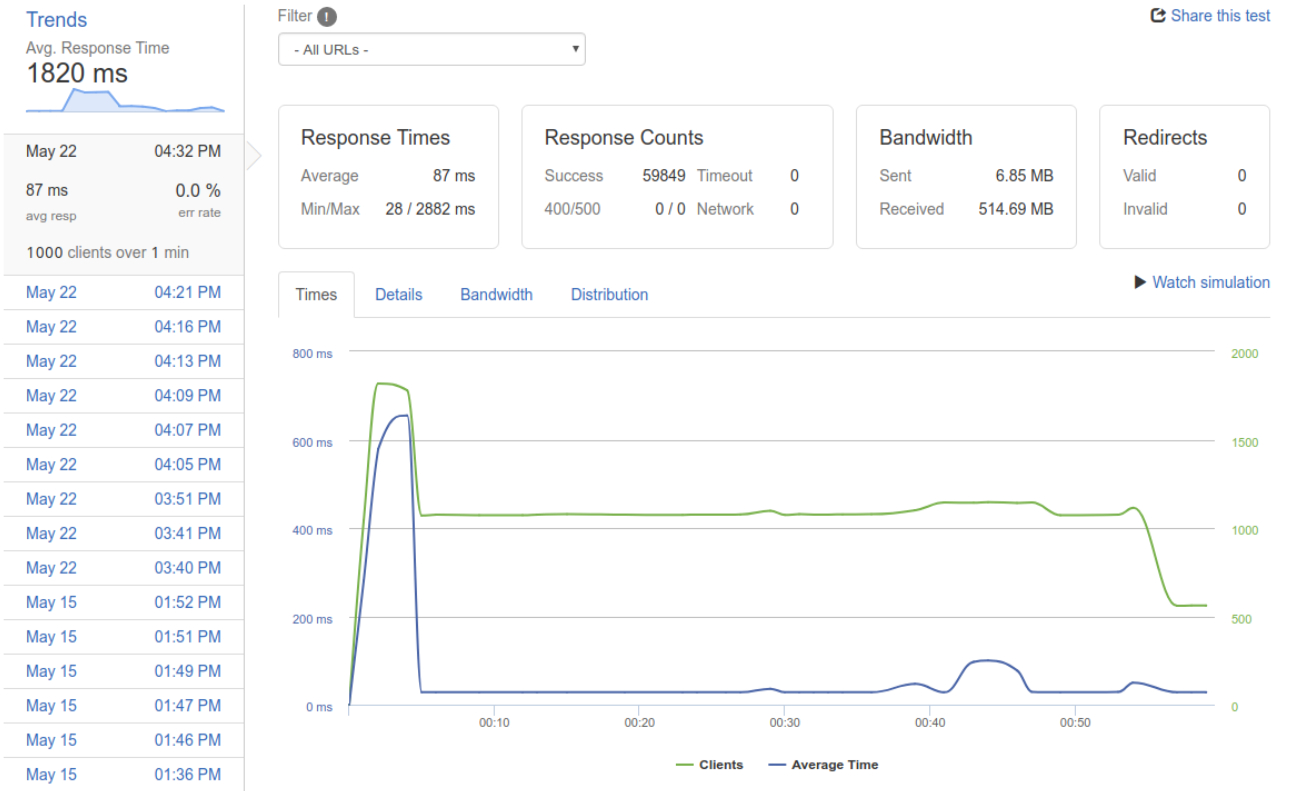 Trends
Avg. Response Time
1820 ms
May 22 04:32 PM
87 ms 0.0 %
avg resp err rate
1000 clients over 1 min
May 22 04:21 PM
May 22 04:16 PM
May 22 04:13 PM
May 22 04:09 PM
May 22 04:07 PM
May 22 04:05 PM
May 22 03:51 PM
May 22 03:41 PM
May 22 03:40 PM
May 15 01:52 PM
May 15 01:51 PM
May 15 01:49 PM
May 15 01:47 PM
May 15 01:46 PM
May 15 01:36 PM
Filter !
Share this test
- All URLs -
Response Times
Average 87 ms
Min/Max 28 / 2882 ms
Response Counts
Success 59849 Timeout 0
400/500 0 / 0 Network 0
Bandwidth
Sent 6.85 MB
Received 514.69 MB
Redirects
Valid 0
Invalid 0
Times Details Bandwidth Distribution
Watch simulation
800 ms 2000
600 ms 1500
400 ms 1000
200 ms 500
0 ms 0
00:10 00:20 00:30 00:40 00:50
Clients Average Time